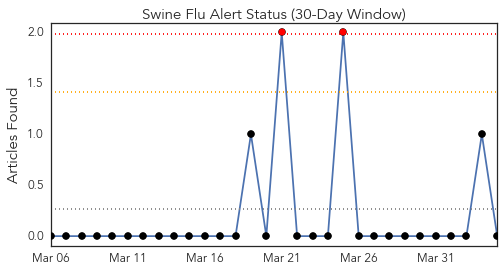 Swine Flu Alert Status (30-Day Window)
Articles Found
2.0
1.5
1.0
0.5
0.0
Mar 06 Mar 11 Mar 16 Mar 21 Mar 26 Mar 31